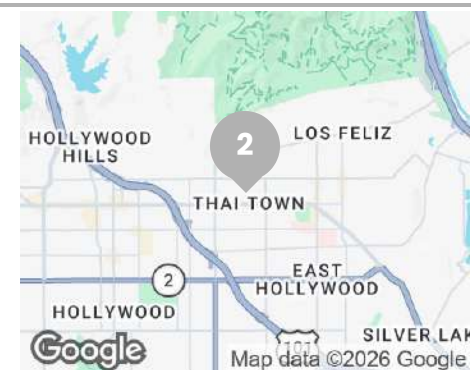 HOLLYWOOD
HILLS
2
LOS FELIZ
THAI TOWN
2
EAST
HOLLYWOOD
HOLLYWOOD
101
SILVER LAK
Google
Map data ©2026 Google